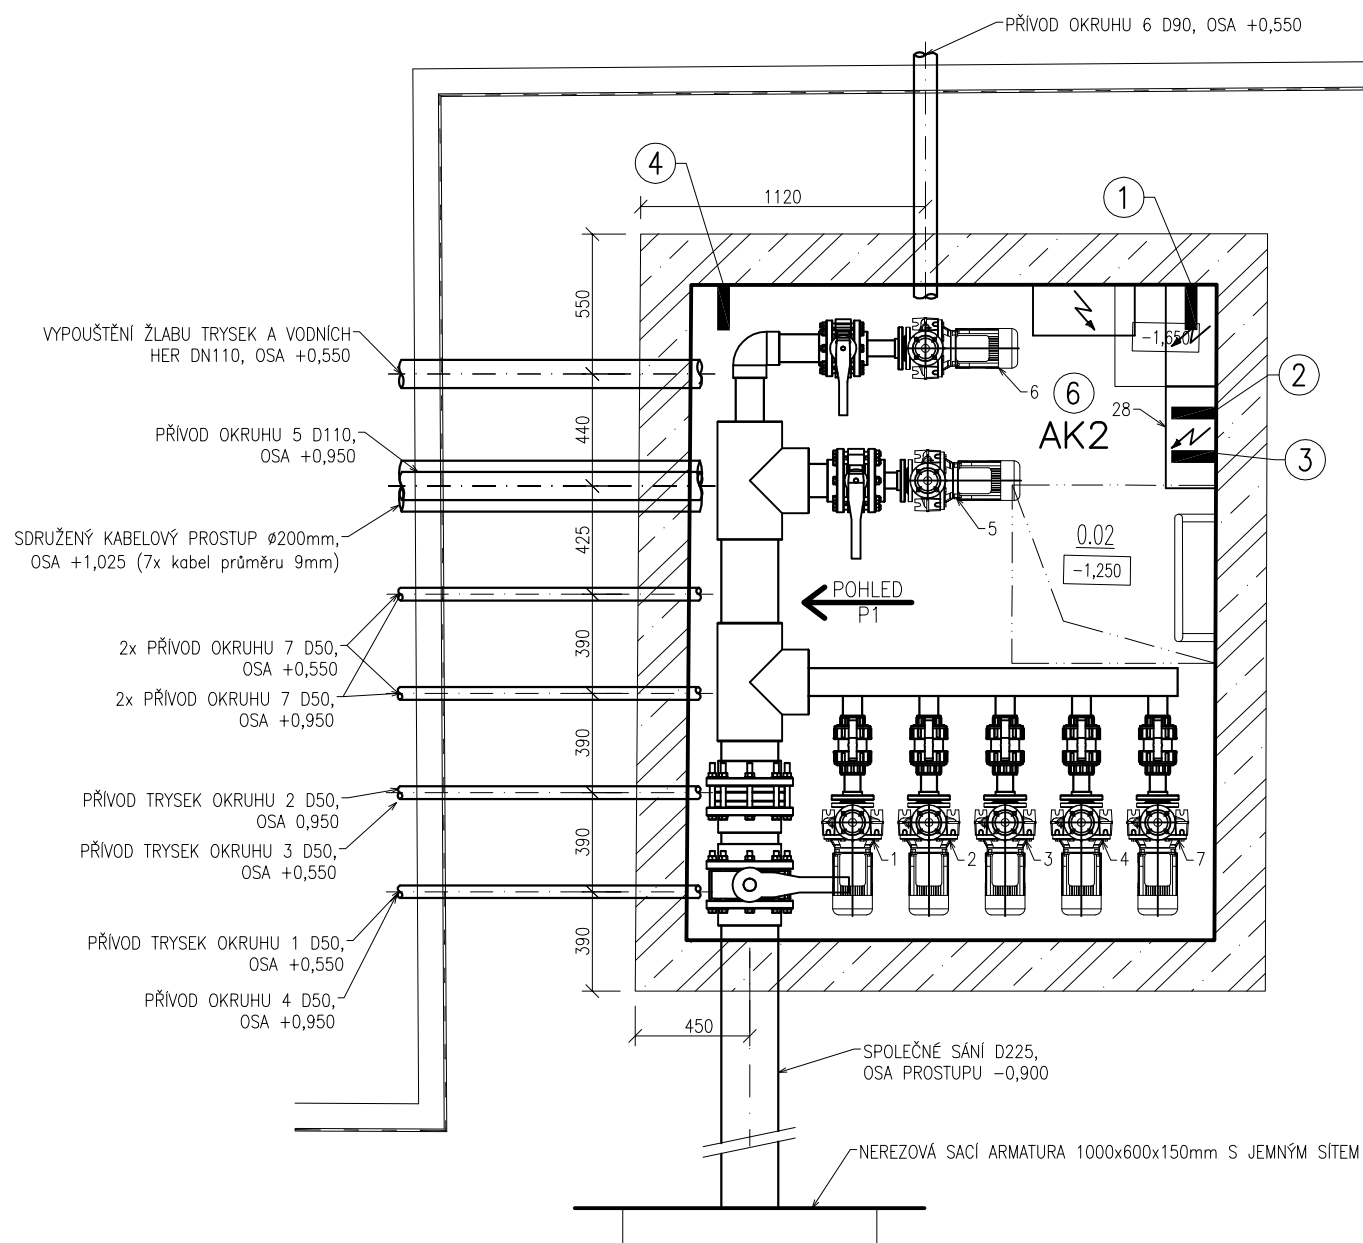 PŘÍVOD OKRUHU 6 D90, OSA +0,550
4
1120
1
550
VYPOUŠTĚNÍ ŽLABU TRYSEK A VODNÍCH
HER DN110, OSA +0,550
-1,650
6
6
2
28
AK2
440
PŘÍVOD OKRUHU 5 D110,
OSA +0,950
3
5
SDRUŽENÝ KABELOVÝ PROSTUP ø200mm,
OSA +1,025 (7x kabel průměru 9mm)
425
0.02
-1,250
POHLED
P1
2x PŘÍVOD OKRUHU 7 D50,
OSA +0,550
390
2x PŘÍVOD OKRUHU 7 D50,
OSA +0,950
390
PŘÍVOD TRYSEK OKRUHU 2 D50,
OSA 0,950
PŘÍVOD TRYSEK OKRUHU 3 D50,
OSA +0,550
390
1
2
3
4
7
PŘÍVOD TRYSEK OKRUHU 1 D50,
OSA +0,550
390
PŘÍVOD OKRUHU 4 D50,
OSA +0,950
450
SPOLEČNÉ SÁNÍ D225,
OSA PROSTUPU -0,900
NEREZOVÁ SACÍ ARMATURA 1000x600x150mm S JEMNÝM SÍTEM